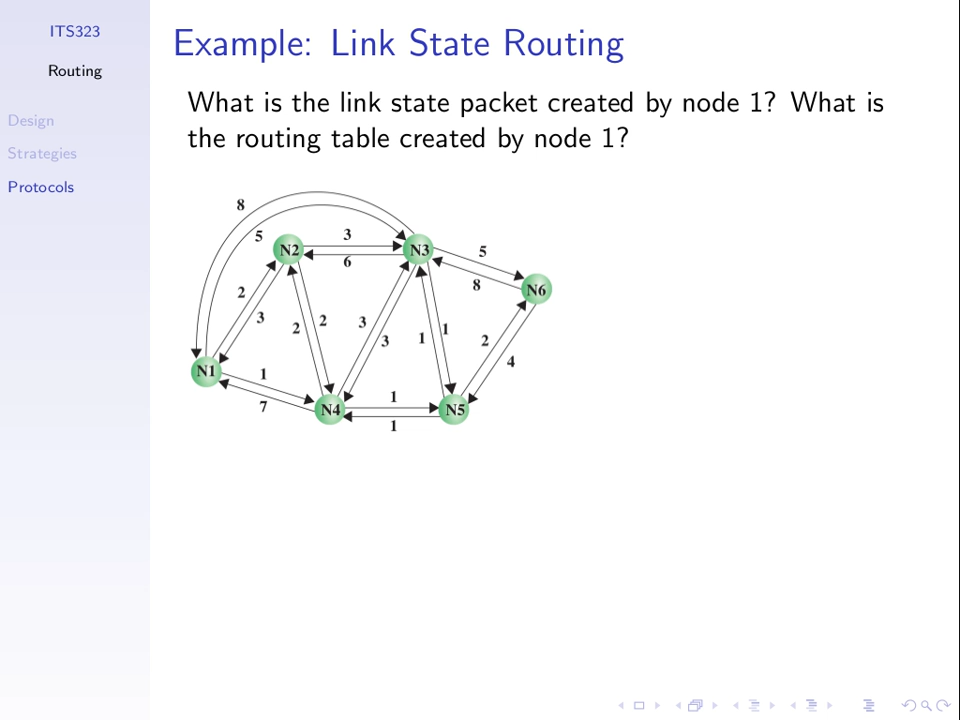 ITS323
Routing
Design
Strategies
Protocols
Example: Link State Routing
What is the link state packet created by node 1? What is
the routing table created by node 1?
8
5
N2
3
6
N3
5
8
N6
2
3
2
2
3
3
1
1
2
4
N1
1
7
N4
1
1
N5